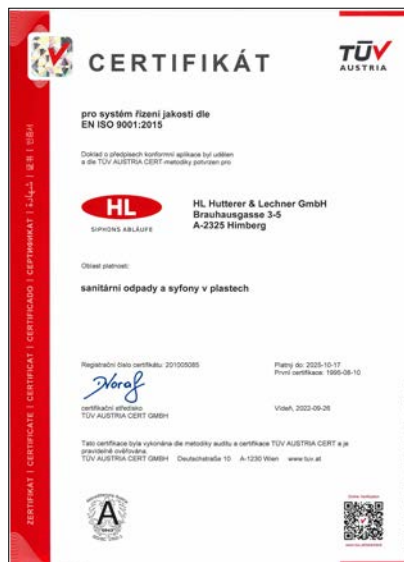 CERTIFIKÁT
TÜV
AUSTRIA
pro systém řízení jakosti dle
EN ISO 9001:2015
Doklad o předpisech konformní aplikace byl udělen
a dle TÜV AUSTRIA CERT-metodiky potvrzen pro
HL
SIPHONS ABLÄUFE
HL Hutterer & Lechner GmbH
Brauhausgasse 3-5
A-2325 Himberg
Oblast platnosti:
sanitární odpady a syfony v plastech
Registrační číslo certifikátu: 201005085
Platný do: 2025-10-17
První certifikace: 1995-08-10
certifikační středisko
TÜV AUSTRIA CERT GMBH
Vídeň, 2022-09-26
Tato certifikace byla vykonána dle metodiky auditu a certifikace TÜV AUSTRIA CERT a je
pravidelně ověřována.
TÜV AUSTRIA CERT GMBH Deutschstraße 10 A-1230 Wien www.tuv.at
ZERTIFIKAT | CERTIFICATE | CERTIFICAT | CERTIFICADO | СЕРТИФИКАТ
A